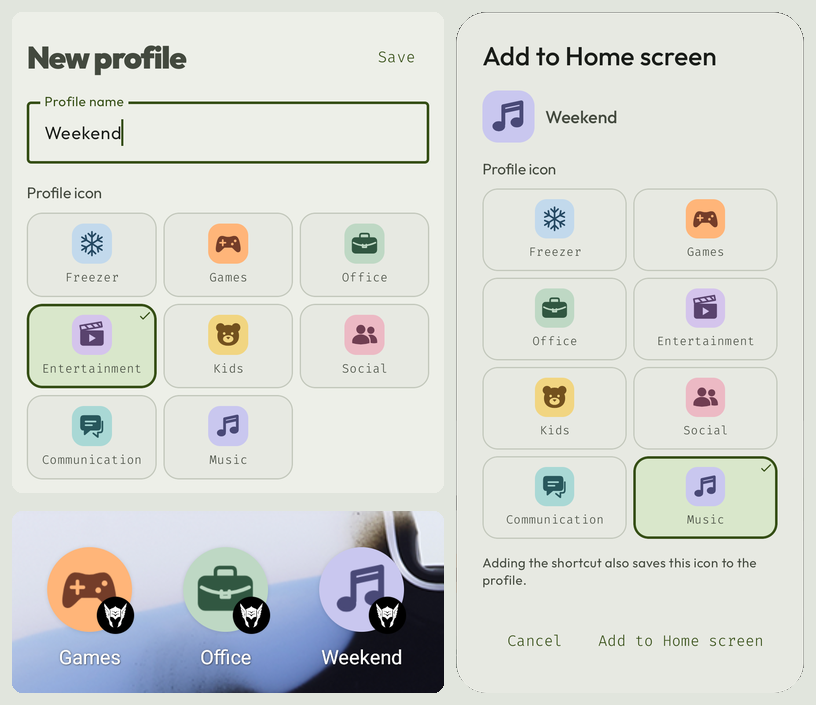 New profile
Save
Profile name
Weekend
Profile icon
Freezer
Games
Office
Entertainment
Kids
Social
Communication
Music
Games
Office
Weekend
Add to Home screen
Weekend
Profile icon
Freezer
Games
Office
Entertainment
Kids
Social
Communication
Music
Adding the shortcut also saves this icon to the
profile.
Cancel
Add to Home screen